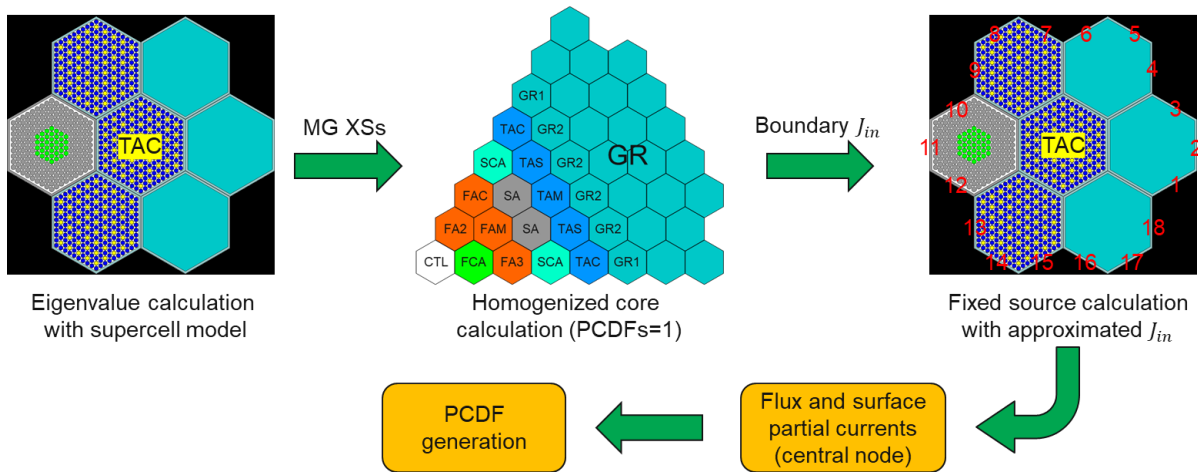 TAC
Eigenvalue calculation
with supercell model
MG XSs
GR1
TAC GR2
SCA TAS GR2 GR
FAC SA TAM GR2
FA2 FAM SA TAS GR2
CTL FCA FA3 SCA TAC GR1
Homogenized core
calculation (PCDFs=1)
Boundary J_in
8 7 6 5
9 4
10 3
11 TAC 2
12 1
13 18
14 15 16 17
Fixed source calculation
with approximated J_in
Flux and surface
partial currents
(central node)
PCDF
generation